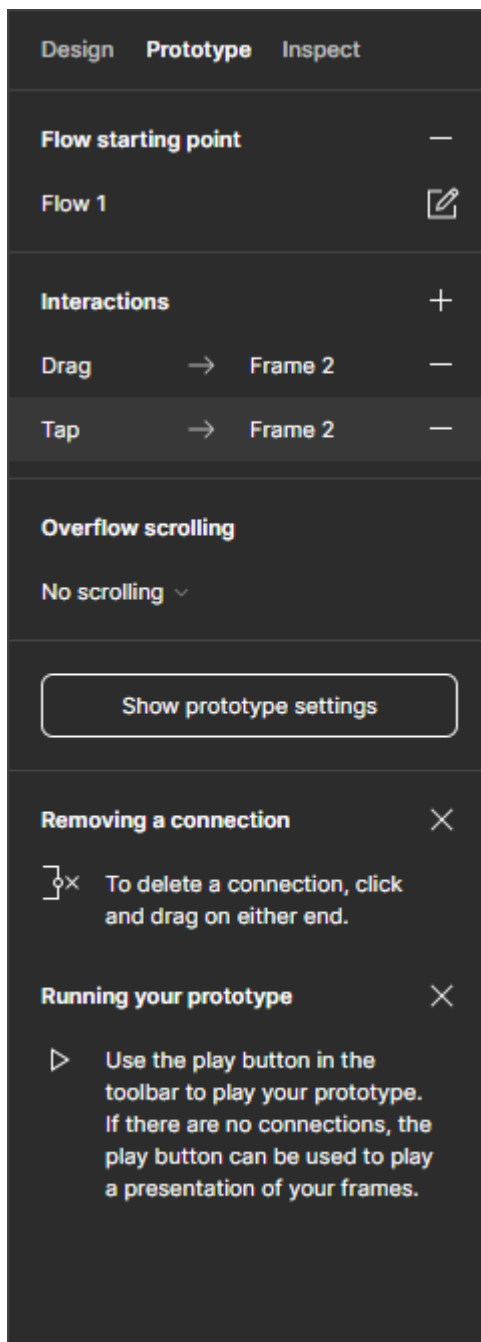 Design Prototype Inspect
Flow starting point
Flow 1
Interactions
Drag → Frame 2
Tap → Frame 2
Overflow scrolling
No scrolling
Show prototype settings
Removing a connection
To delete a connection, click
and drag on either end.
Running your prototype
Use the play button in the
toolbar to play your prototype.
If there are no connections, the
play button can be used to play
a presentation of your frames.